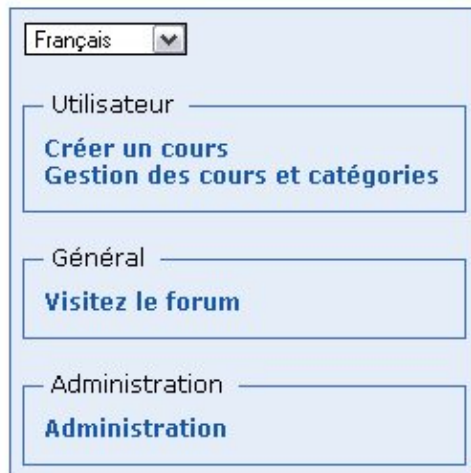 Français
Utilisateur
Créer un cours
Gestion des cours et catégories
Général
Visitez le forum
Administration
Administration